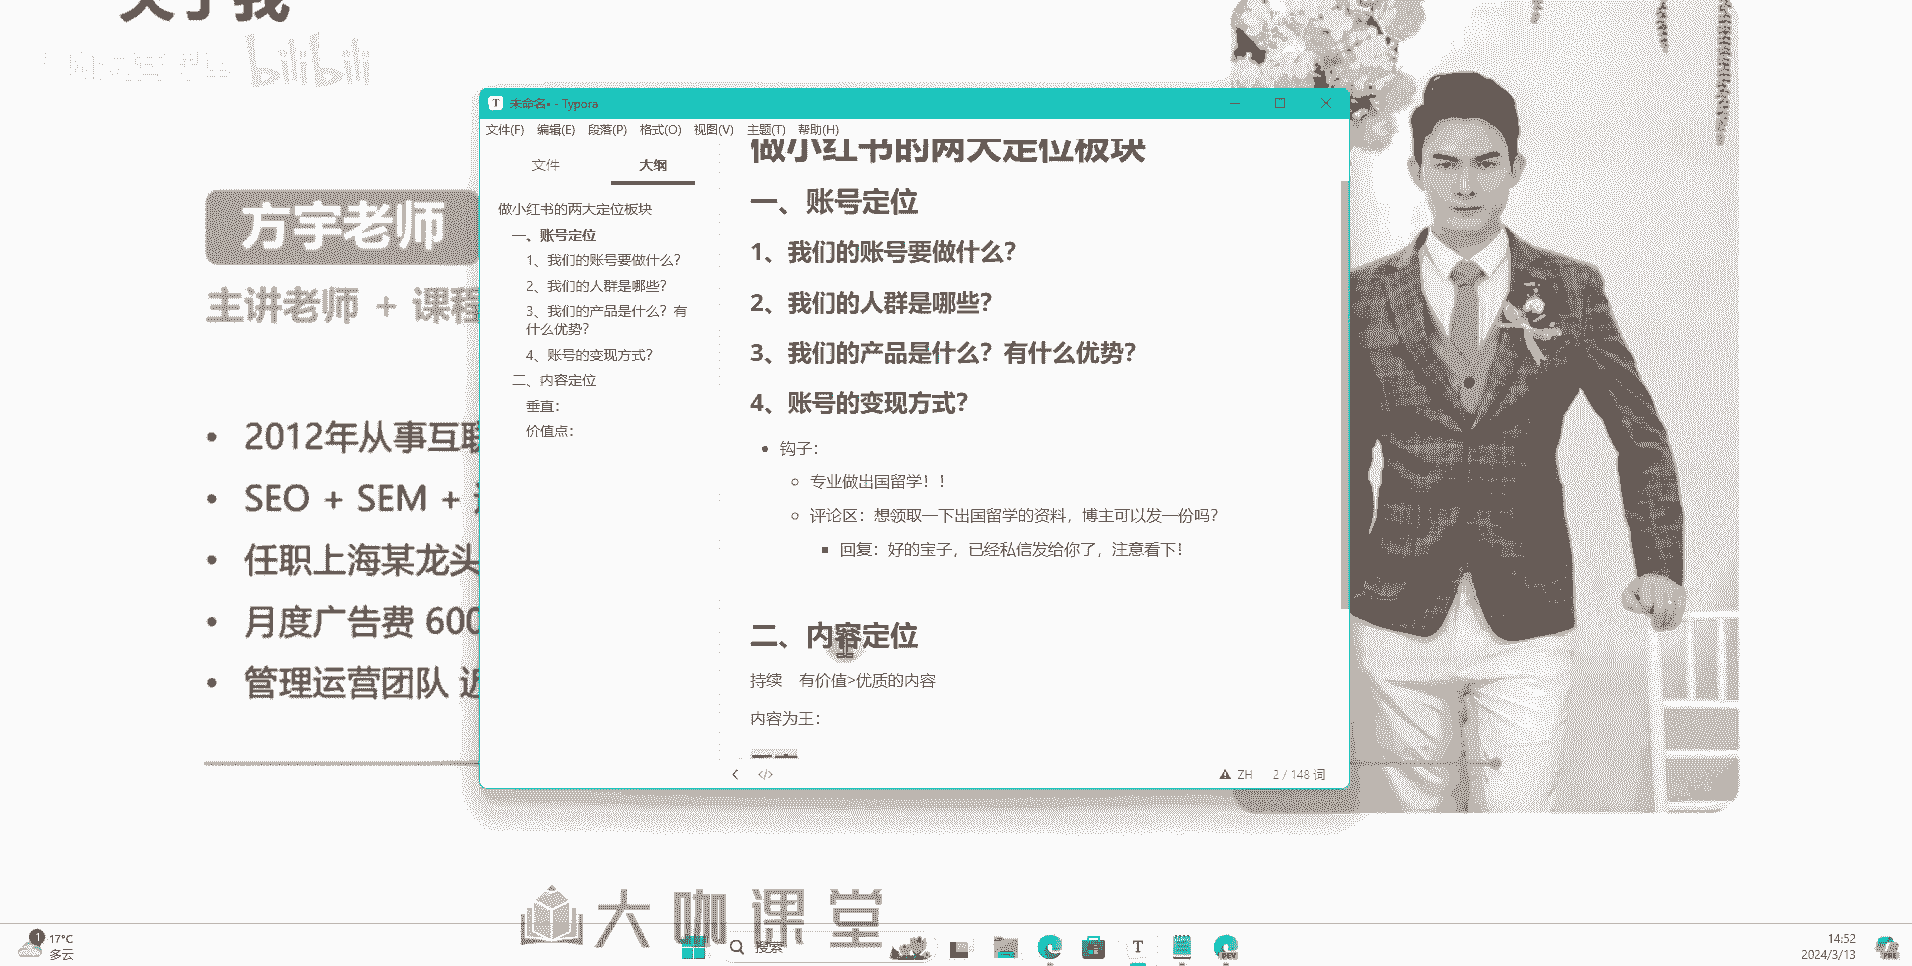 关于我
bilibili
方宇老师
主讲老师 + 课程
2012年从事互联
SEO + SEM +
任职上海某龙头
月度广告费 600
管理运营团队 近
未命名• - Typora
文件(F) 编辑(E) 段落(P) 格式(O) 视图(V) 主题(T) 帮助(H)
文件 大纲
做小红书的两大定位板块
一、账号定位
1、我们的账号要做什么？
2、我们的人群是哪些？
3、我们的产品是什么？有
什么优势？
4、账号的变现方式？
二、内容定位
垂直：
价值点：
做小红书的两大定位板块
一、账号定位
1、我们的账号要做什么？
2、我们的人群是哪些？
3、我们的产品是什么？有什么优势？
4、账号的变现方式？
钩子：
专业做出国留学！！
评论区：想领取一下出国留学的资料，博主可以发一份吗？
回复：好的宝子，已经私信发给你了，注意看下！
二、内容定位
持续 有价值>优质的内容
内容为王：
</> ZH 2 / 148 词
大咖课堂
1
17°C
多云
搜索
T
DEV
14:52
2024/3/13
PRE